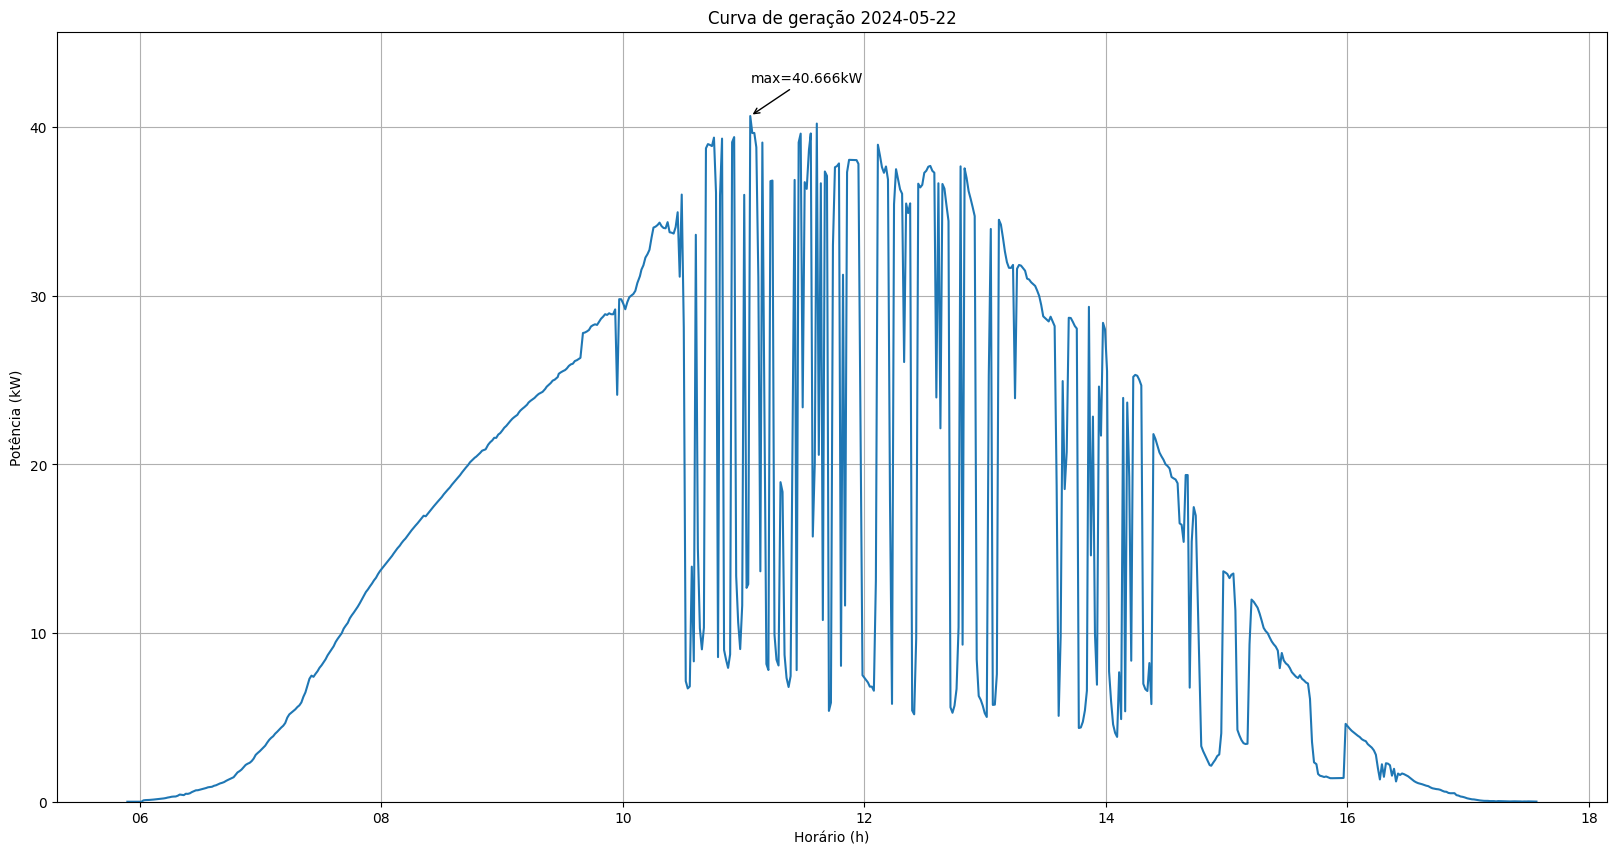 Curva de geração 2024-05-22
max=40.666kW
Potência (kW)
40
30
20
10
0
06 08 10 12 14 16 18
Horário (h)